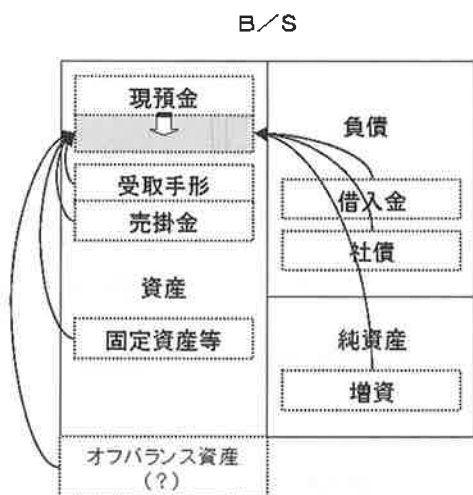 B／S
現預金
受取手形
売掛金
資産
固定資産等
オフバランス資産
(？)
負債
借入金
社債
純資産
増資